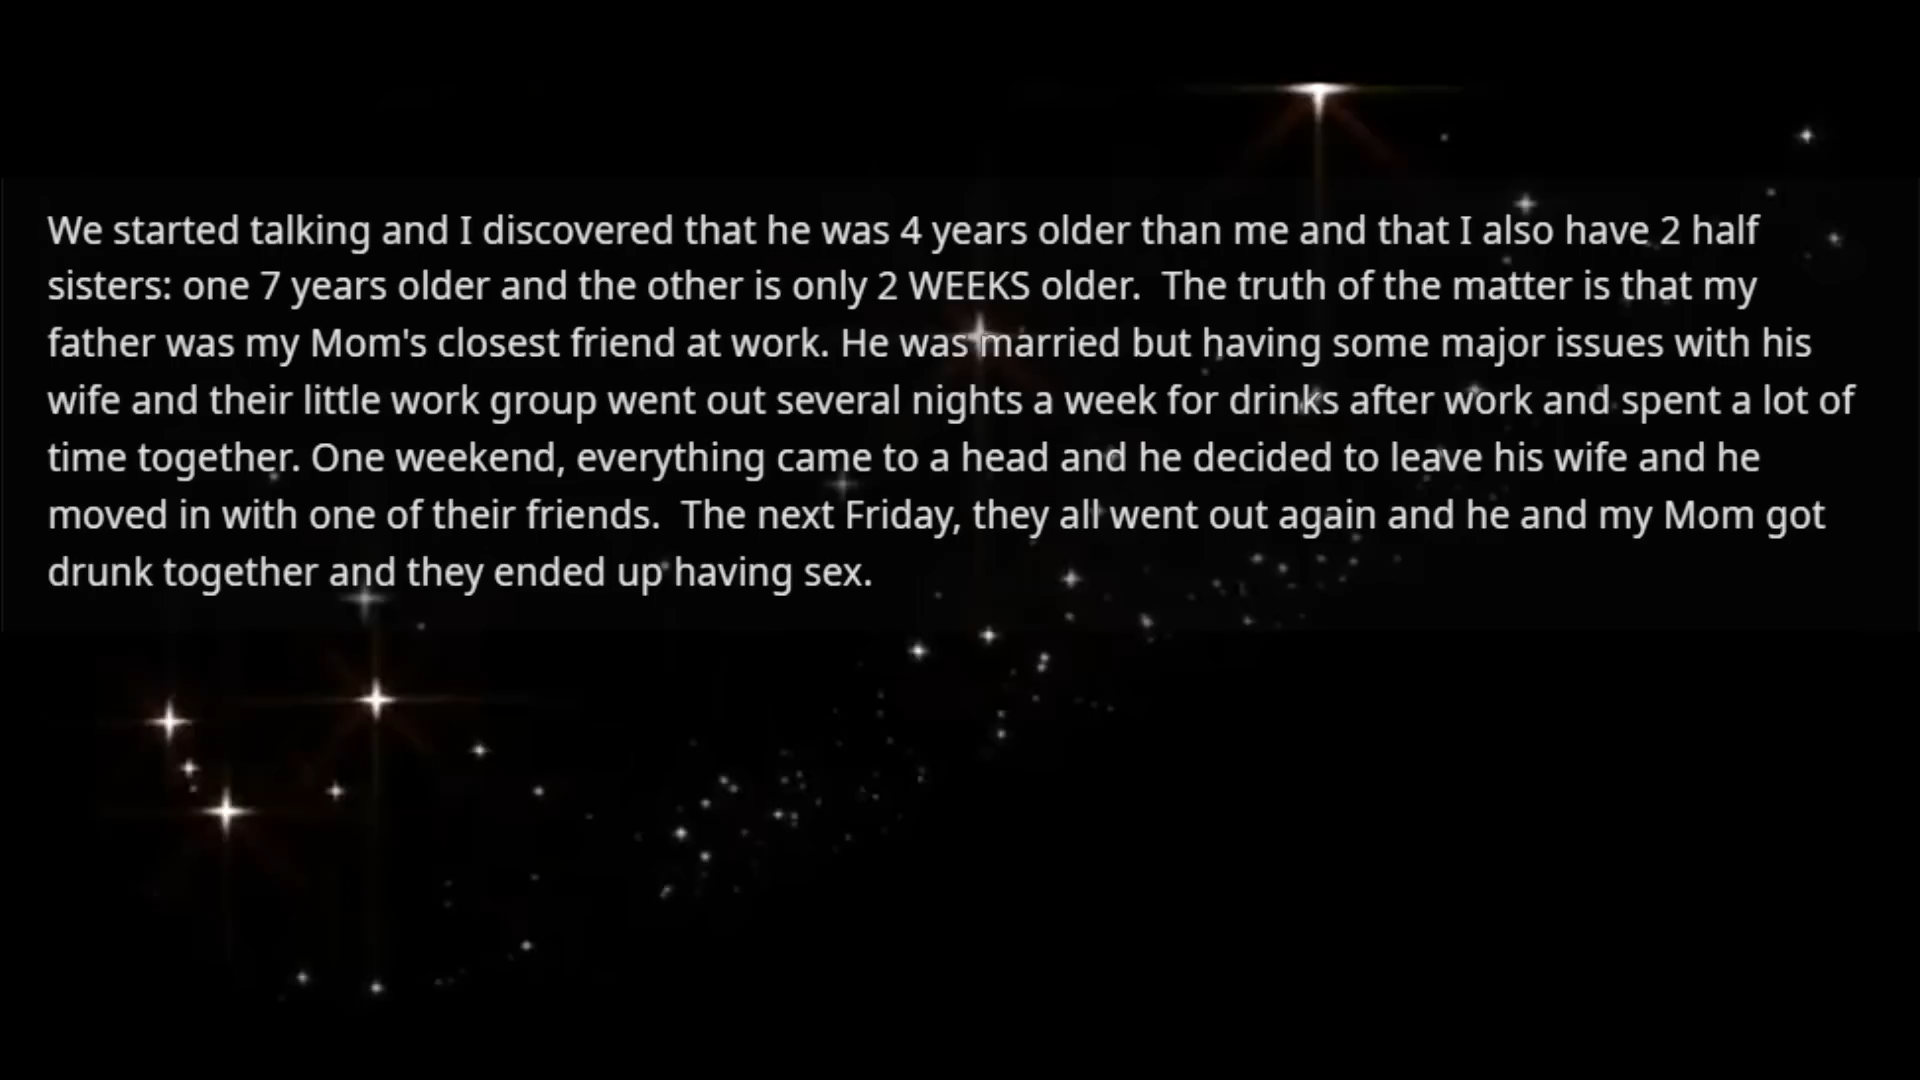 We started talking and I discovered that he was 4 years older than me and that I also have 2 half
sisters: one 7 years older and the other is only 2 WEEKS older.  The truth of the matter is that my
father was my Mom's closest friend at work. He was married but having some major issues with his
wife and their little work group went out several nights a week for drinks after work and spent a lot of
time together. One weekend, everything came to a head and he decided to leave his wife and he
moved in with one of their friends.  The next Friday, they all went out again and he and my Mom got
drunk together and they ended up having sex.